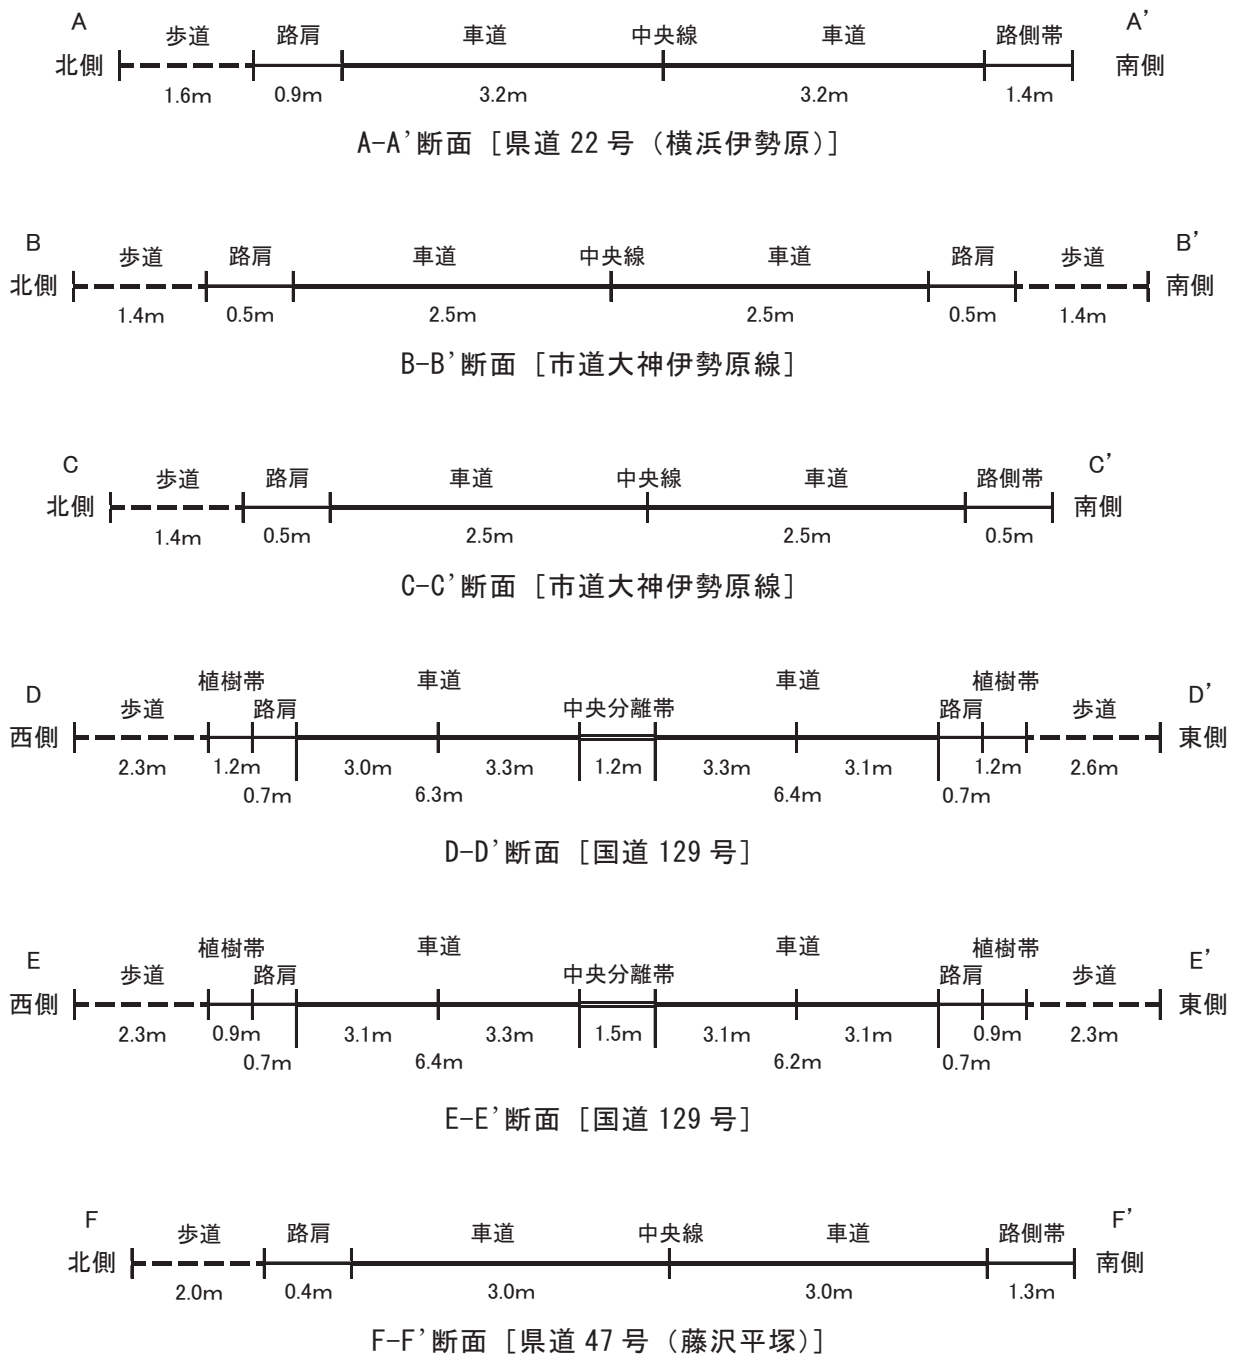 A A’
歩道 路肩 車道 中央線 車道 路側帯
北側 南側
1.6m 0.9m 3.2m 3.2m 1.4m
A-A’断面［県道 22 号（横浜伊勢原）］
B B’
歩道 路肩 車道 中央線 車道 路肩 歩道
北側 南側
1.4m 0.5m 2.5m 2.5m 0.5m 1.4m
B-B’断面［市道大神伊勢原線］
C C’
歩道 路肩 車道 中央線 車道 路側帯
北側 南側
1.4m 0.5m 2.5m 2.5m 0.5m
C-C’断面［市道大神伊勢原線］
植樹帯 車道 車道 植樹帯
D D’
歩道 路肩 中央分離帯 路肩 歩道
西側 東側
2.3m 1.2m 3.0m 3.3m 1.2m 3.3m 3.1m 1.2m 2.6m
0.7m 6.3m 6.4m 0.7m
D-D’断面［国道 129 号］
植樹帯 車道 車道 植樹帯
E E’
歩道 路肩 中央分離帯 路肩 歩道
西側 東側
2.3m 0.9m 3.1m 3.3m 1.5m 3.1m 3.1m 0.9m 2.3m
0.7m 6.4m 6.2m 0.7m
E-E’断面［国道 129 号］
F F’
歩道 路肩 車道 中央線 車道 路側帯
北側 南側
2.0m 0.4m 3.0m 3.0m 1.3m
F-F’断面［県道 47 号（藤沢平塚）］